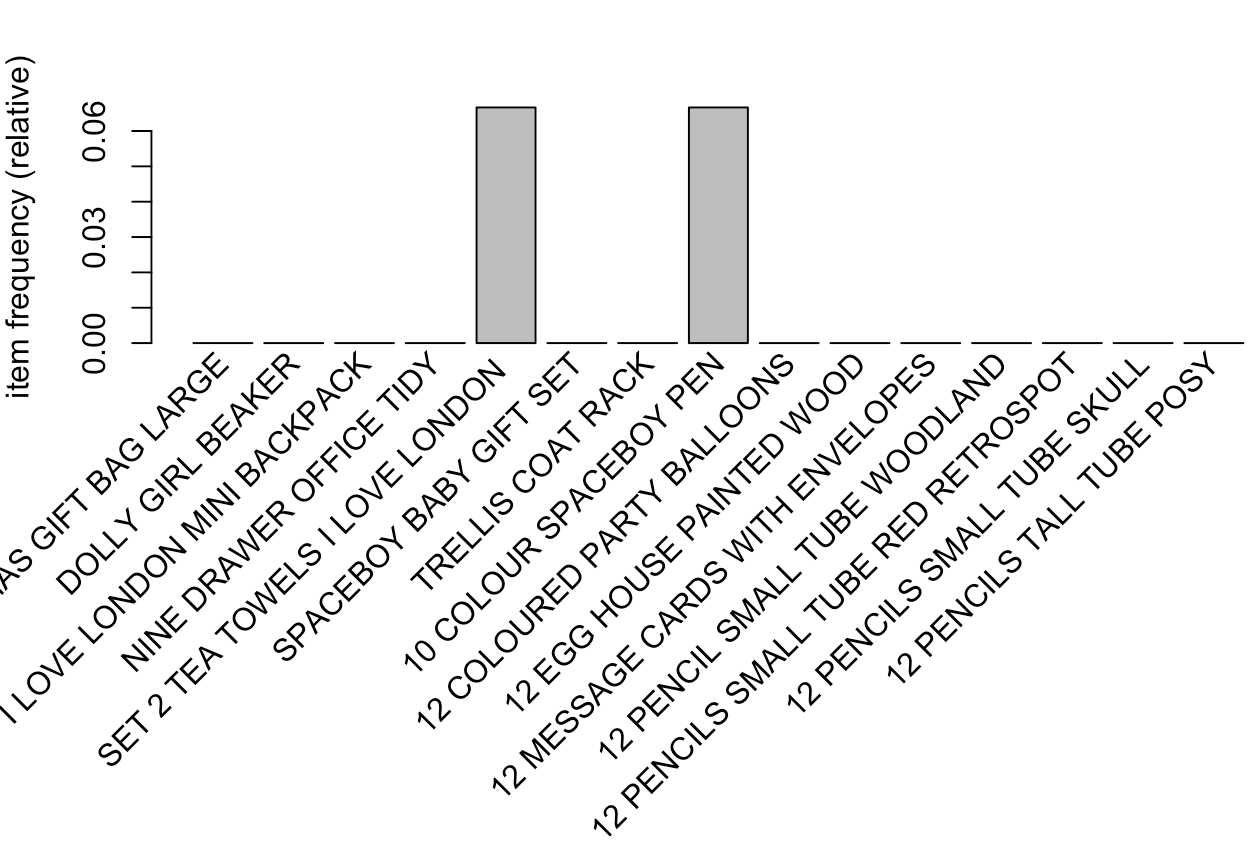 item frequency (relative)
0.06
0.03
0.00
AS GIFT BAG LARGE
DOLLY GIRL BEAKER
I LOVE LONDON MINI BACKPACK
NINE DRAWER OFFICE TIDY
SET 2 TEA TOWELS I LOVE LONDON
SPACEBOY BABY GIFT SET
TRELLIS COAT RACK
10 COLOUR SPACEBOY PEN
12 COLOURED PARTY BALLOONS
12 EGG HOUSE PAINTED WOOD
12 MESSAGE CARDS WITH ENVELOPES
12 PENCIL SMALL TUBE WOODLAND
12 PENCILS SMALL TUBE RED RETROSPOT
12 PENCILS SMALL TUBE SKULL
12 PENCILS TALL TUBE POSY